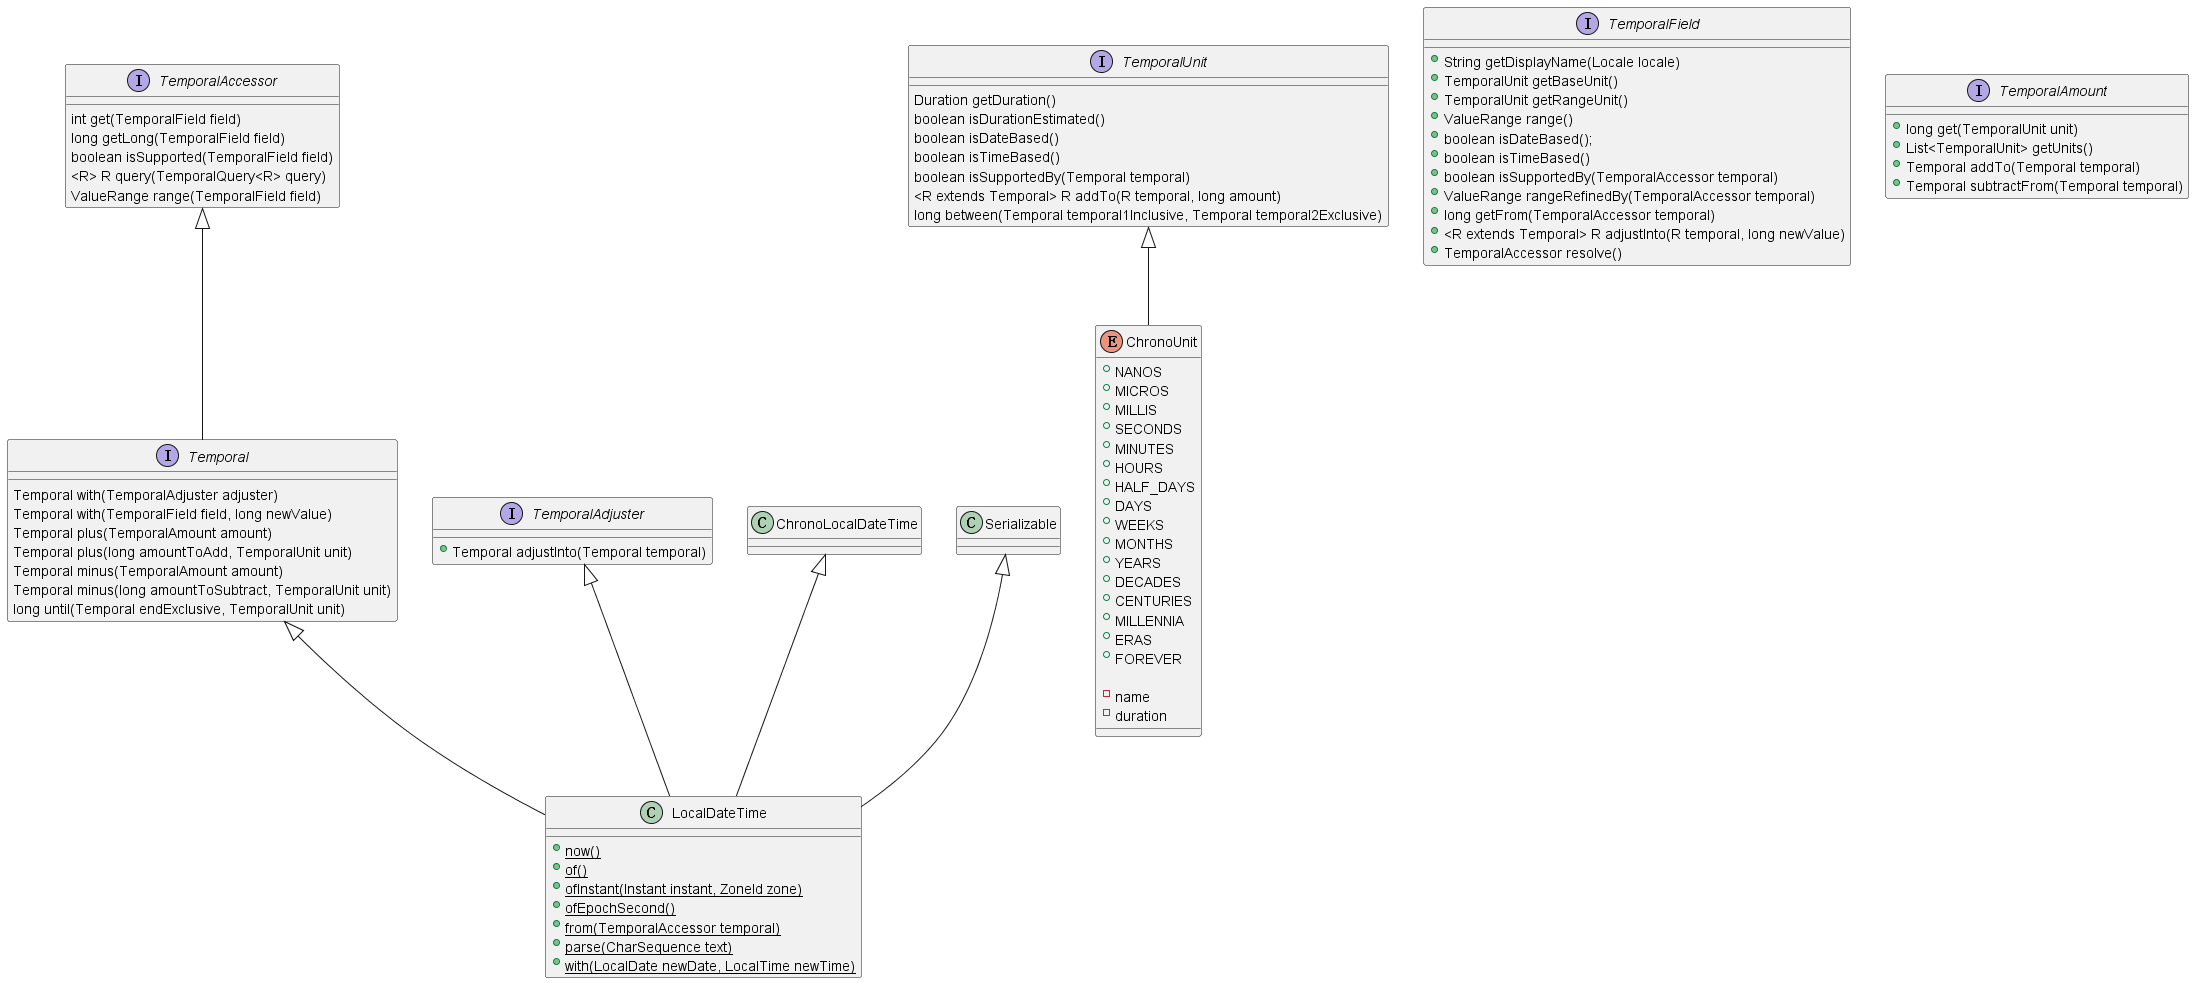 I TemporalAccessor
int get(TemporalField field)
long getLong(TemporalField field)
boolean isSupported(TemporalField field)
<R> R query(TemporalQuery<R> query)
ValueRange range(TemporalField field)
I TemporalUnit
Duration getDuration()
boolean isDurationEstimated()
boolean isDateBased()
boolean isTimeBased()
boolean isSupportedBy(Temporal temporal)
<R extends Temporal> R addTo(R temporal, long amount)
long between(Temporal temporal1Inclusive, Temporal temporal2Exclusive)
I TemporalField
String getDisplayName(Locale locale)
TemporalUnit getBaseUnit()
TemporalUnit getRangeUnit()
ValueRange range()
boolean isDateBased();
boolean isTimeBased()
boolean isSupportedBy(TemporalAccessor temporal)
ValueRange rangeRefinedBy(TemporalAccessor temporal)
long getFrom(TemporalAccessor temporal)
<R extends Temporal> R adjustInto(R temporal, long newValue)
TemporalAccessor resolve()
I TemporalAmount
long get(TemporalUnit unit)
List<TemporalUnit> getUnits()
Temporal addTo(Temporal temporal)
Temporal subtractFrom(Temporal temporal)
I Temporal
Temporal with(TemporalAdjuster adjuster)
Temporal with(TemporalField field, long newValue)
Temporal plus(TemporalAmount amount)
Temporal plus(long amountToAdd, TemporalUnit unit)
Temporal minus(TemporalAmount amount)
Temporal minus(long amountToSubtract, TemporalUnit unit)
long until(Temporal endExclusive, TemporalUnit unit)
I TemporalAdjuster
Temporal adjustInto(Temporal temporal)
C ChronoLocalDateTime
C Serializable
E ChronoUnit
NANOS
MICROS
MILLIS
SECONDS
MINUTES
HOURS
HALF_DAYS
DAYS
WEEKS
MONTHS
YEARS
DECADES
CENTURIES
MILLENNIA
ERAS
FOREVER
name
duration
C LocalDateTime
now()
of()
ofInstant(Instant instant, ZoneId zone)
ofEpochSecond()
from(TemporalAccessor temporal)
parse(CharSequence text)
with(LocalDate newDate, LocalTime newTime)